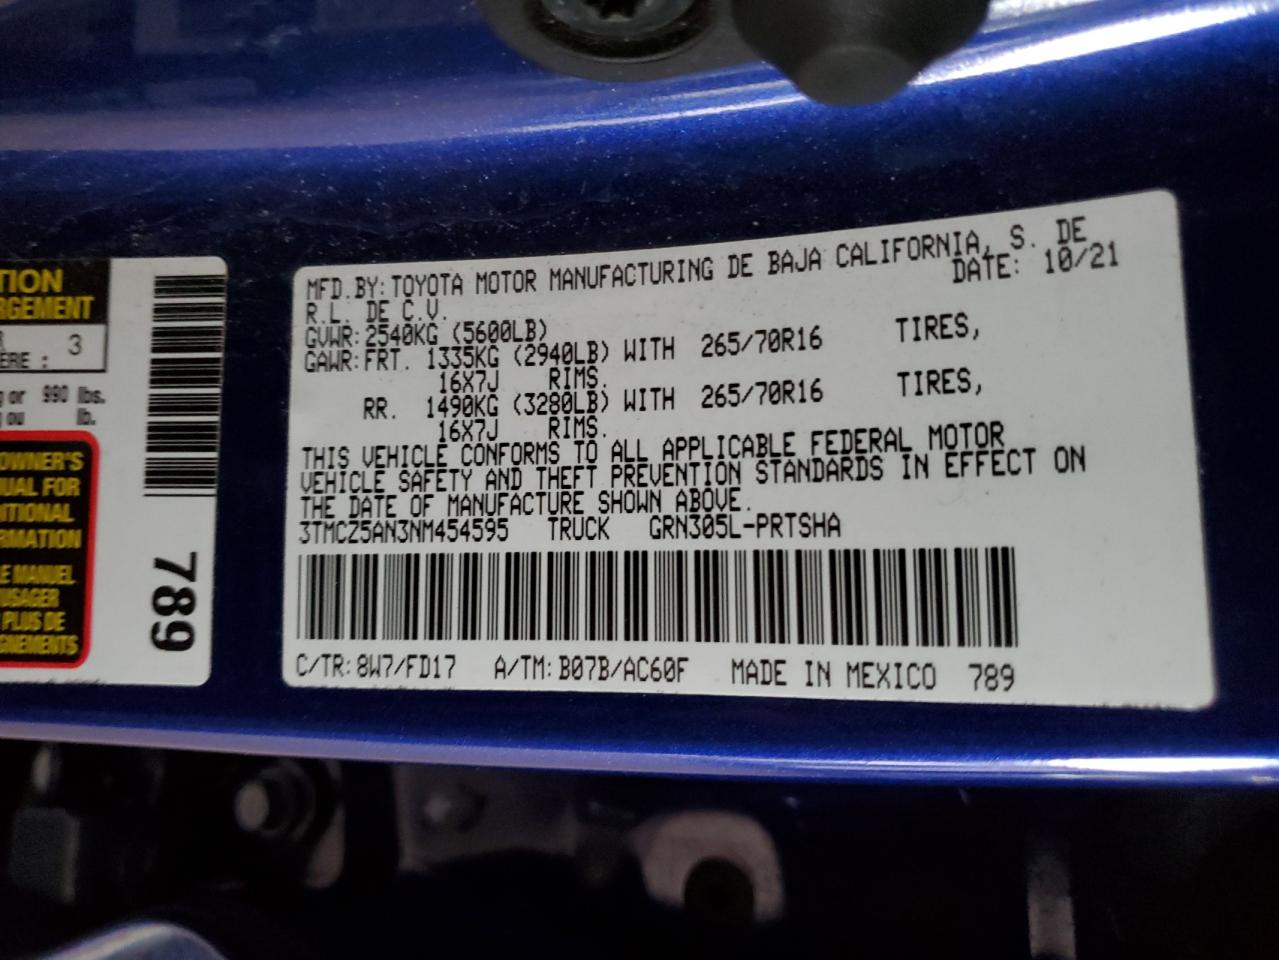 TION
RGEMENT
ÈRE : 3
or 990 lbs.
ou lb.
OWNER'S
UAL FOR
ITIONAL
RMATION
E MANUEL
USAGER
PLUS DE
GNEMENTS
789
MFD.BY:TOYOTA MOTOR MANUFACTURING DE BAJA CALIFORNIA, S. DE
R.L. DE C.V. DATE: 10/21
GVWR:2540KG (5600LB)
GAWR:FRT. 1335KG (2940LB) WITH 265/70R16 TIRES,
16X7J RIMS.
RR. 1490KG (3280LB) WITH 265/70R16 TIRES,
16X7J RIMS.
THIS VEHICLE CONFORMS TO ALL APPLICABLE FEDERAL MOTOR
VEHICLE SAFETY AND THEFT PREVENTION STANDARDS IN EFFECT ON
THE DATE OF MANUFACTURE SHOWN ABOVE.
3TMCZ5AN3NM454595 TRUCK GRN305L-PRTSHA
C/TR:8W7/FD17 A/TM:B07B/AC60F MADE IN MEXICO 789